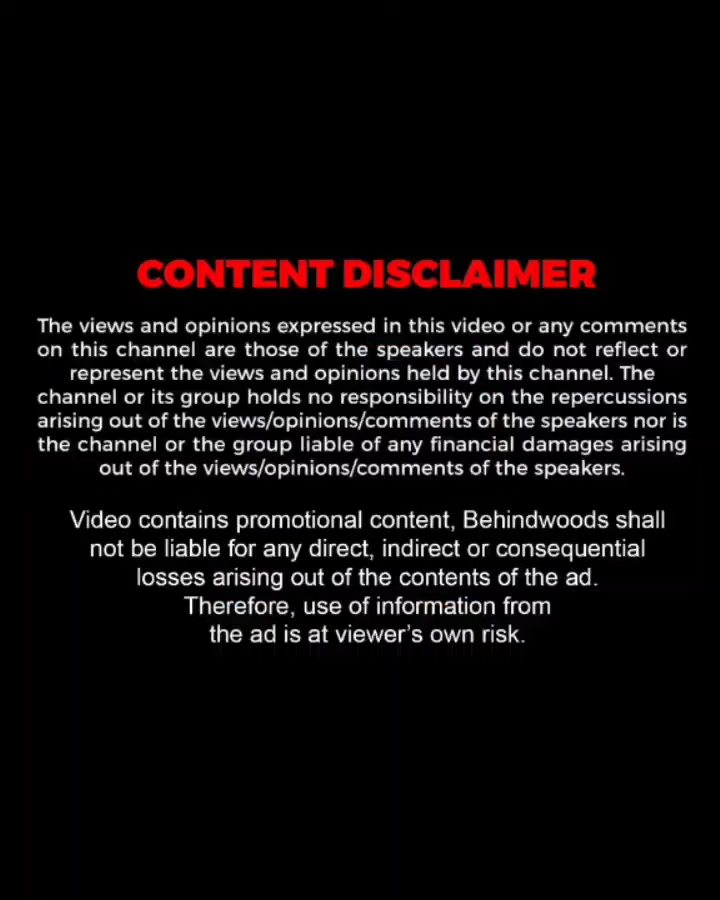 CONTENT DISCLAIMER
The views and opinions expressed in this video or any comments
on this channel are those of the speakers and do not reflect or
represent the views and opinions held by this channel. The
channel or its group holds no responsibility on the repercussions
arising out of the views/opinions/comments of the speakers nor is
the channel or the group liable of any financial damages arising
out of the views/opinions/comments of the speakers.
Video contains promotional content, Behindwoods shall
not be liable for any direct, indirect or consequential
losses arising out of the contents of the ad.
Therefore, use of information from
the ad is at viewer’s own risk.